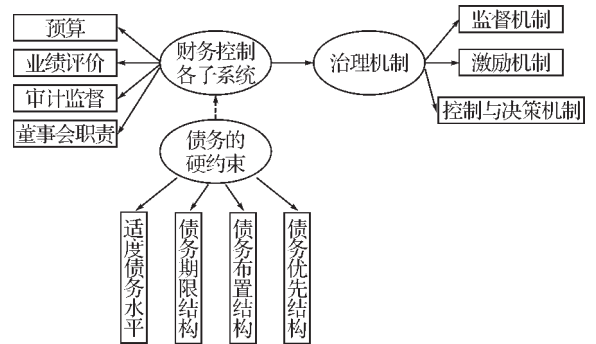 预算
业绩评价
审计监督
董事会职责
财务控制
各子系统
治理机制
监督机制
激励机制
控制与决策机制
债务的
硬约束
适度债务水平
债务期限结构
债务布置结构
债务优先结构